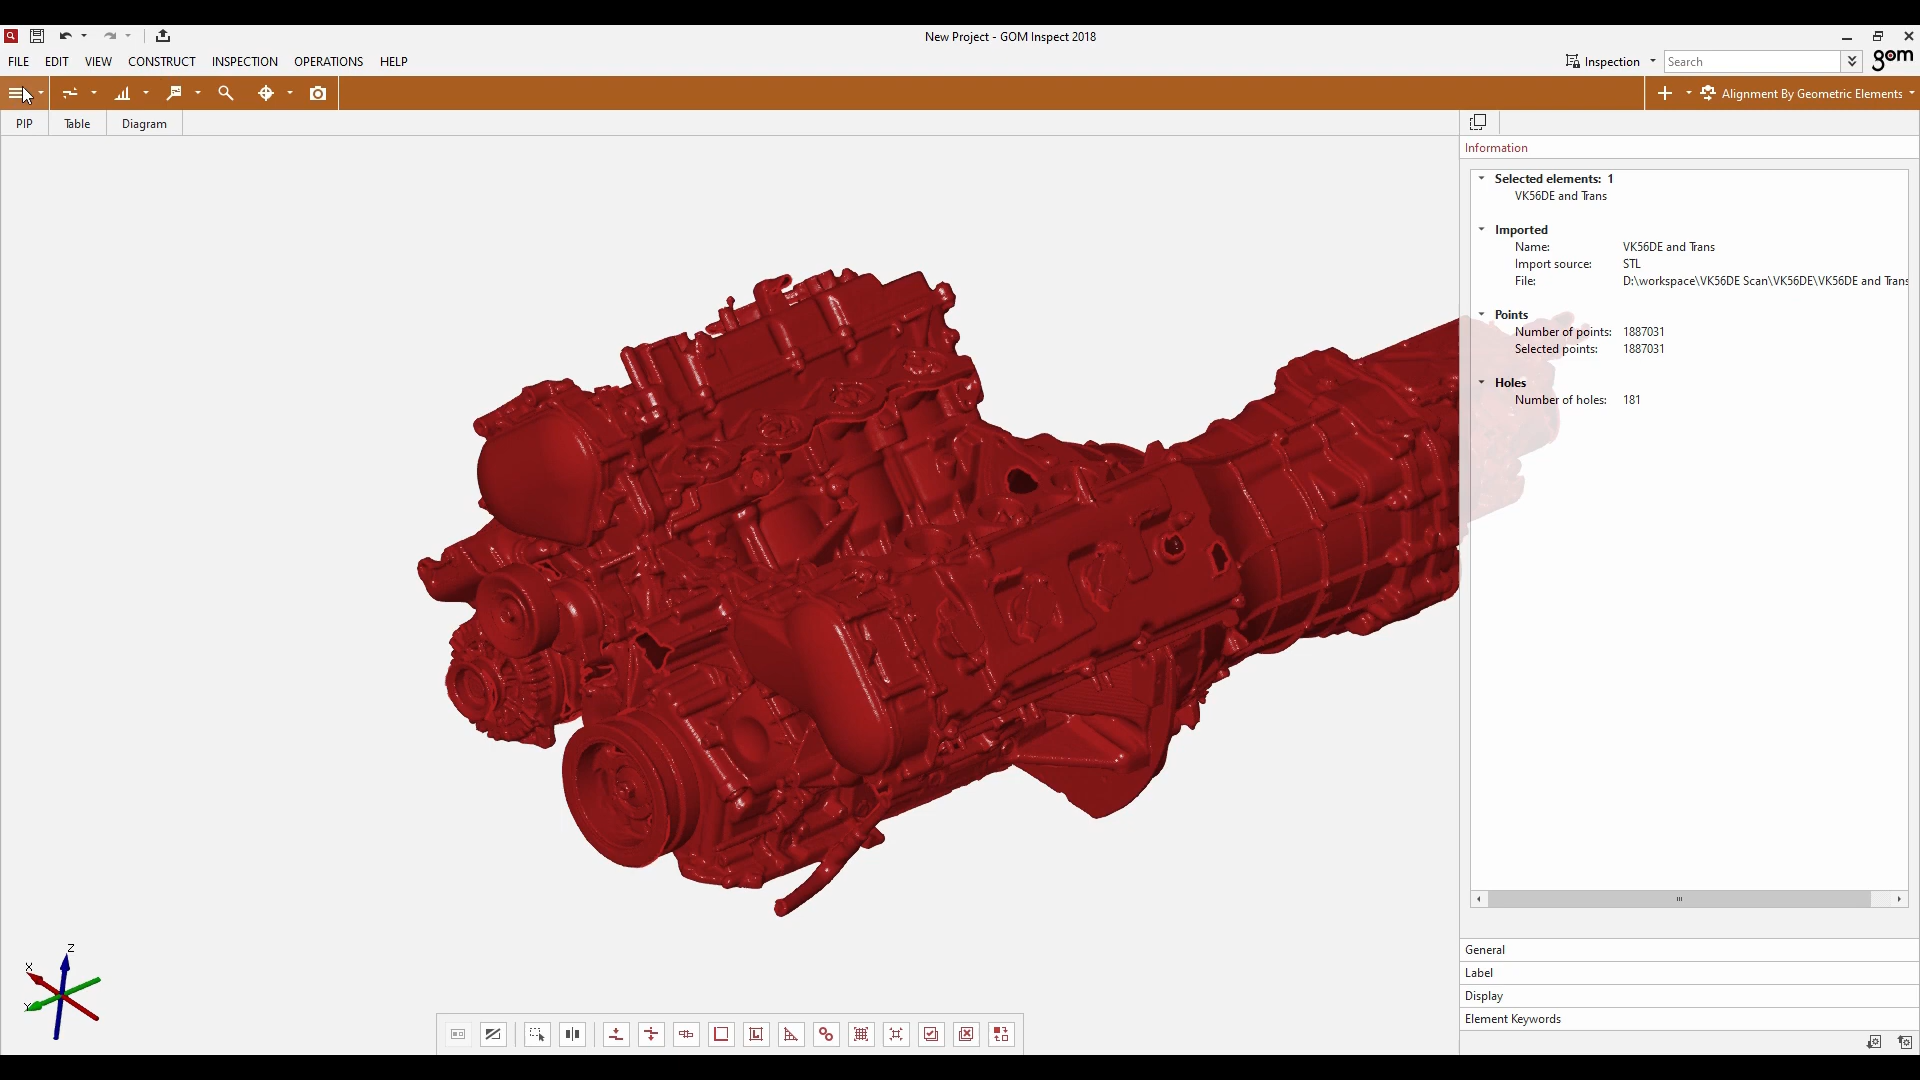 New Project - GOM Inspect 2018
FILE EDIT VIEW CONSTRUCT INSPECTION OPERATIONS HELP
Inspection
Search
gom
Alignment By Geometric Elements
PIP Table Diagram
Information
Selected elements: 1
VK56DE and Trans
Imported
Name: VK56DE and Trans
Import source: STL
File: D:\workspace\VK56DE Scan\VK56DE\VK56DE and Trans
Points
Number of points: 1887031
Selected points: 1887031
Holes
Number of holes: 181
Z
X
Y
General
Label
Display
Element Keywords